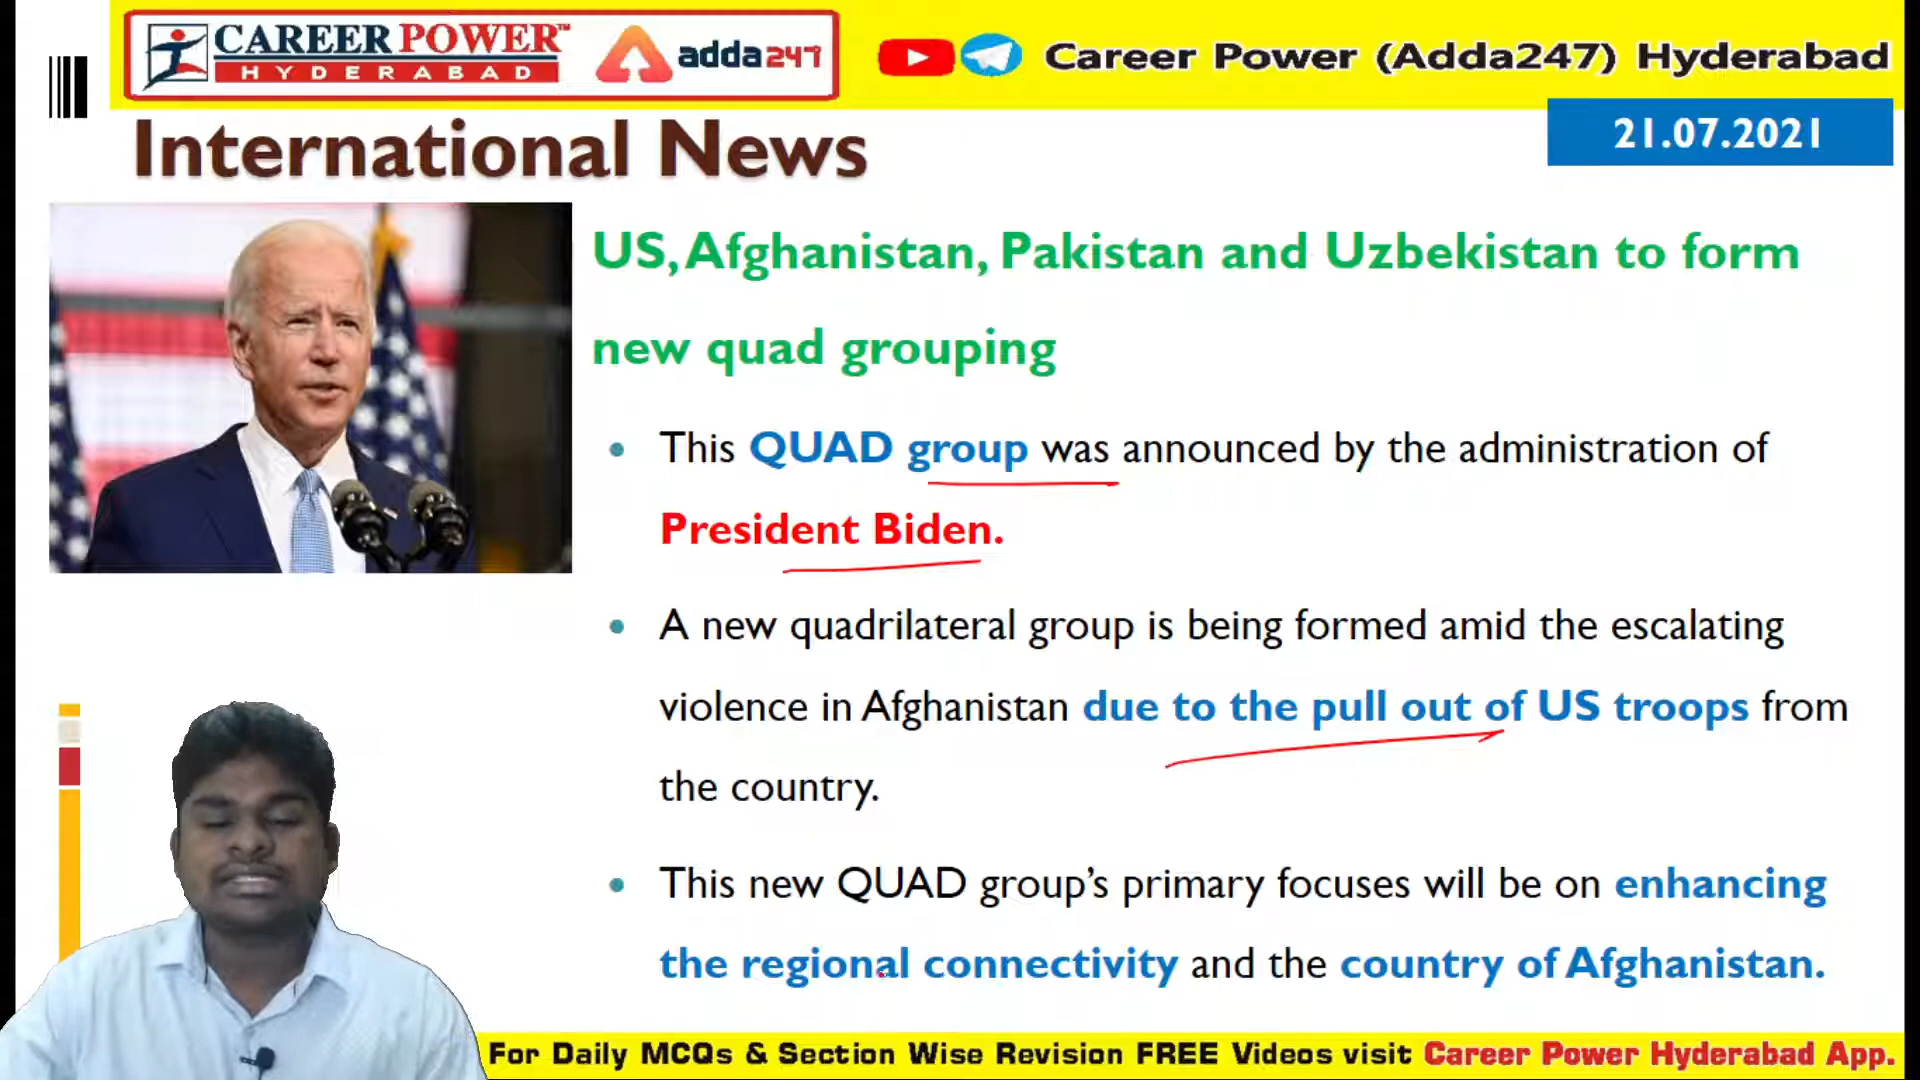 CAREER POWER™
HYDERABAD
adda247
Career Power (Adda247) Hyderabad
International News
21.07.2021
US, Afghanistan, Pakistan and Uzbekistan to form
new quad grouping
• This QUAD group was announced by the administration of
President Biden.
• A new quadrilateral group is being formed amid the escalating
violence in Afghanistan due to the pull out of US troops from
the country.
• This new QUAD group’s primary focuses will be on enhancing
the regional connectivity and the country of Afghanistan.
For Daily MCQs & Section Wise Revision FREE Videos visit Career Power Hyderabad App.